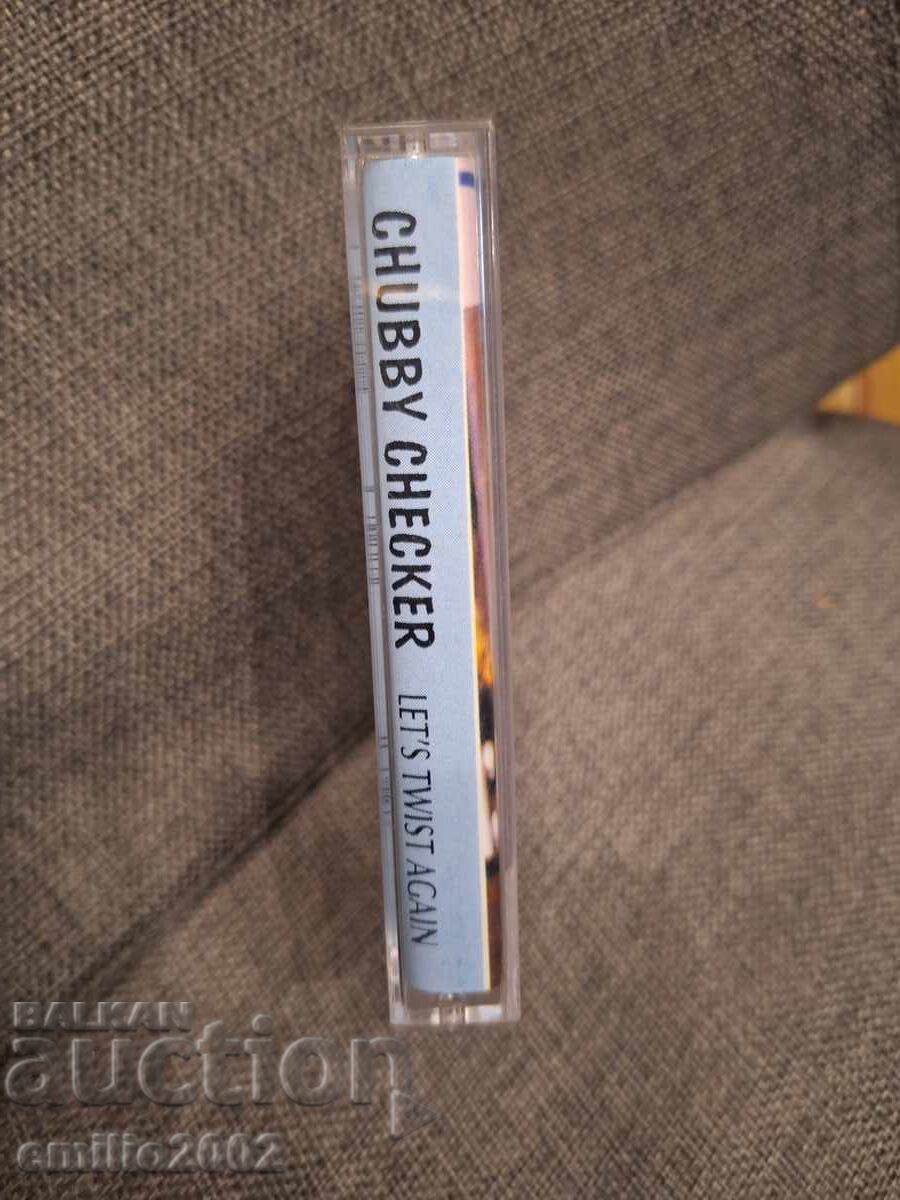 CHUBBY CHECKER LET'S TWIST AGAIN
BALKAN
auction
emilio2002